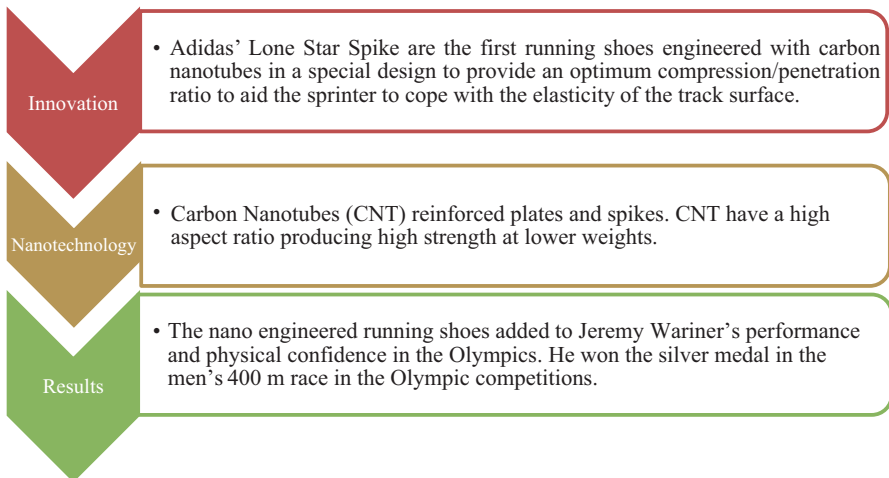 Innovation
• Adidas' Lone Star Spike are the first running shoes engineered with carbon
nanotubes in a special design to provide an optimum compression/penetration
ratio to aid the sprinter to cope with the elasticity of the track surface.
Nanotechnology
• Carbon Nanotubes (CNT) reinforced plates and spikes. CNT have a high
aspect ratio producing high strength at lower weights.
Results
• The nano engineered running shoes added to Jeremy Wariner's performance
and physical confidence in the Olympics. He won the silver medal in the
men's 400 m race in the Olympic competitions.